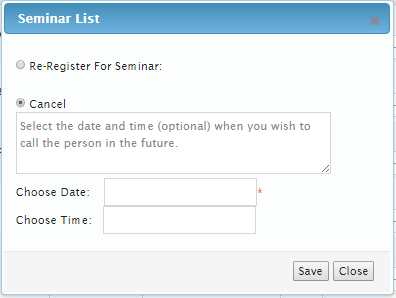 Seminar List
Re-Register For Seminar:
Cancel
Select the date and time (optional) when you wish to
call the person in the future.
Choose Date: *
Choose Time:
Save Close